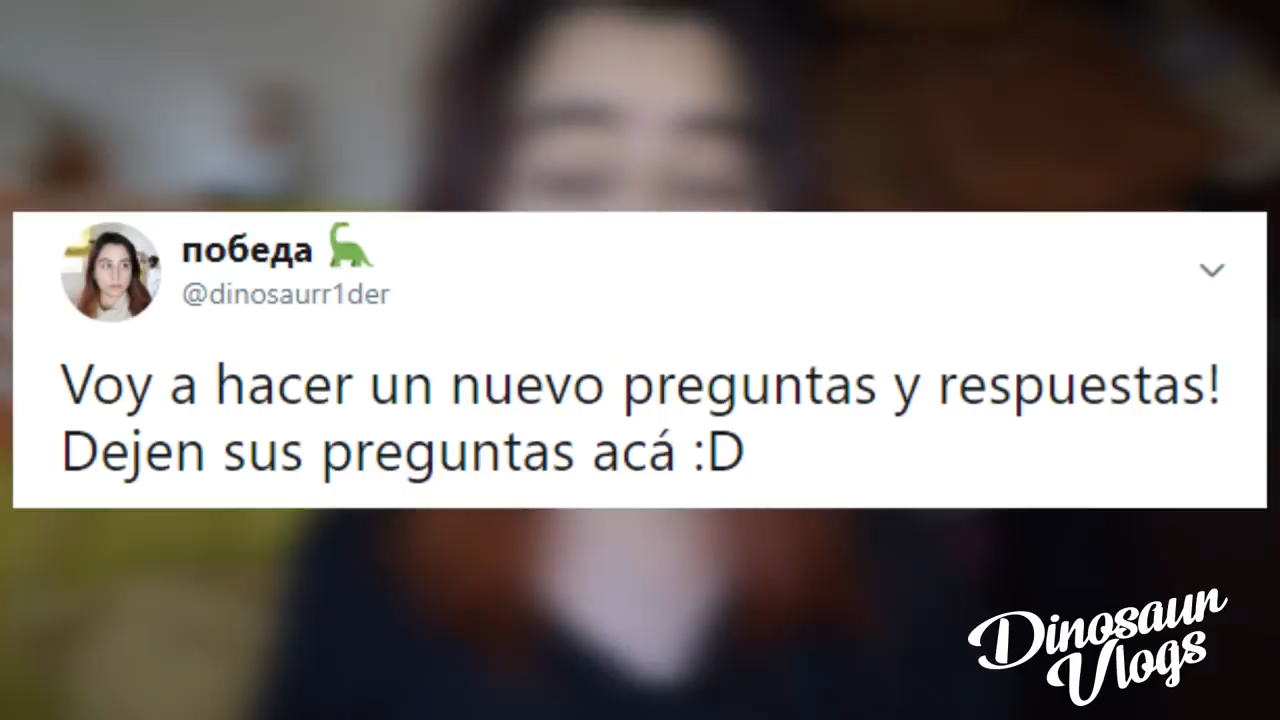 победа 🦕
@dinosaurr1der
Voy a hacer un nuevo preguntas y respuestas!
Dejen sus preguntas acá :D
Dinosaur
Vlogs